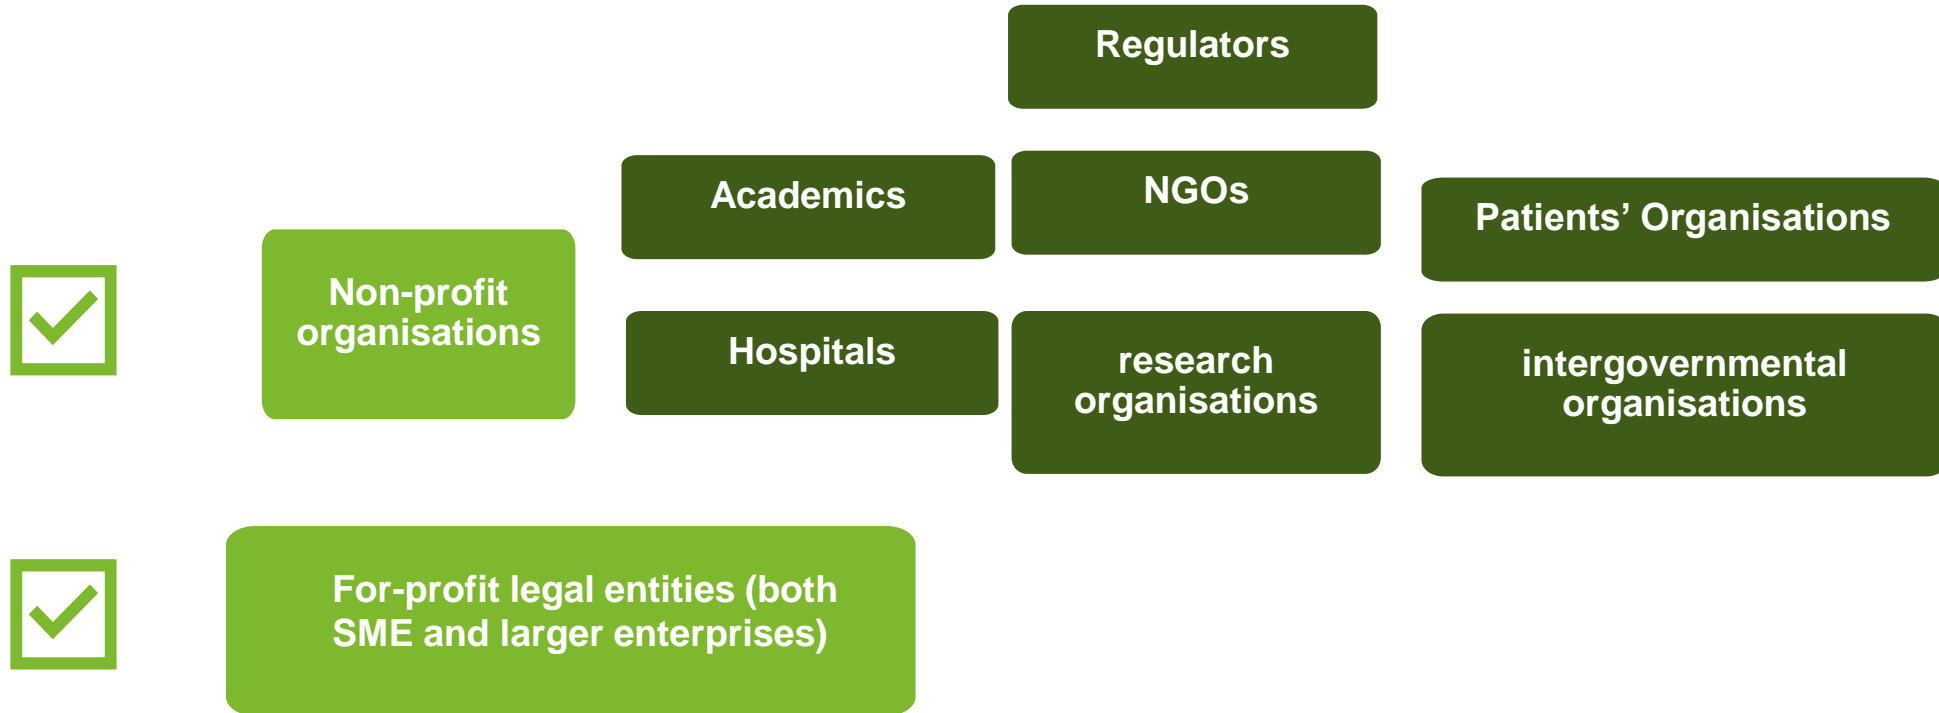 Regulators
Academics
NGOs
Patients’ Organisations
Non-profit
organisations
Hospitals
research
organisations
intergovernmental
organisations
For-profit legal entities (both
SME and larger enterprises)